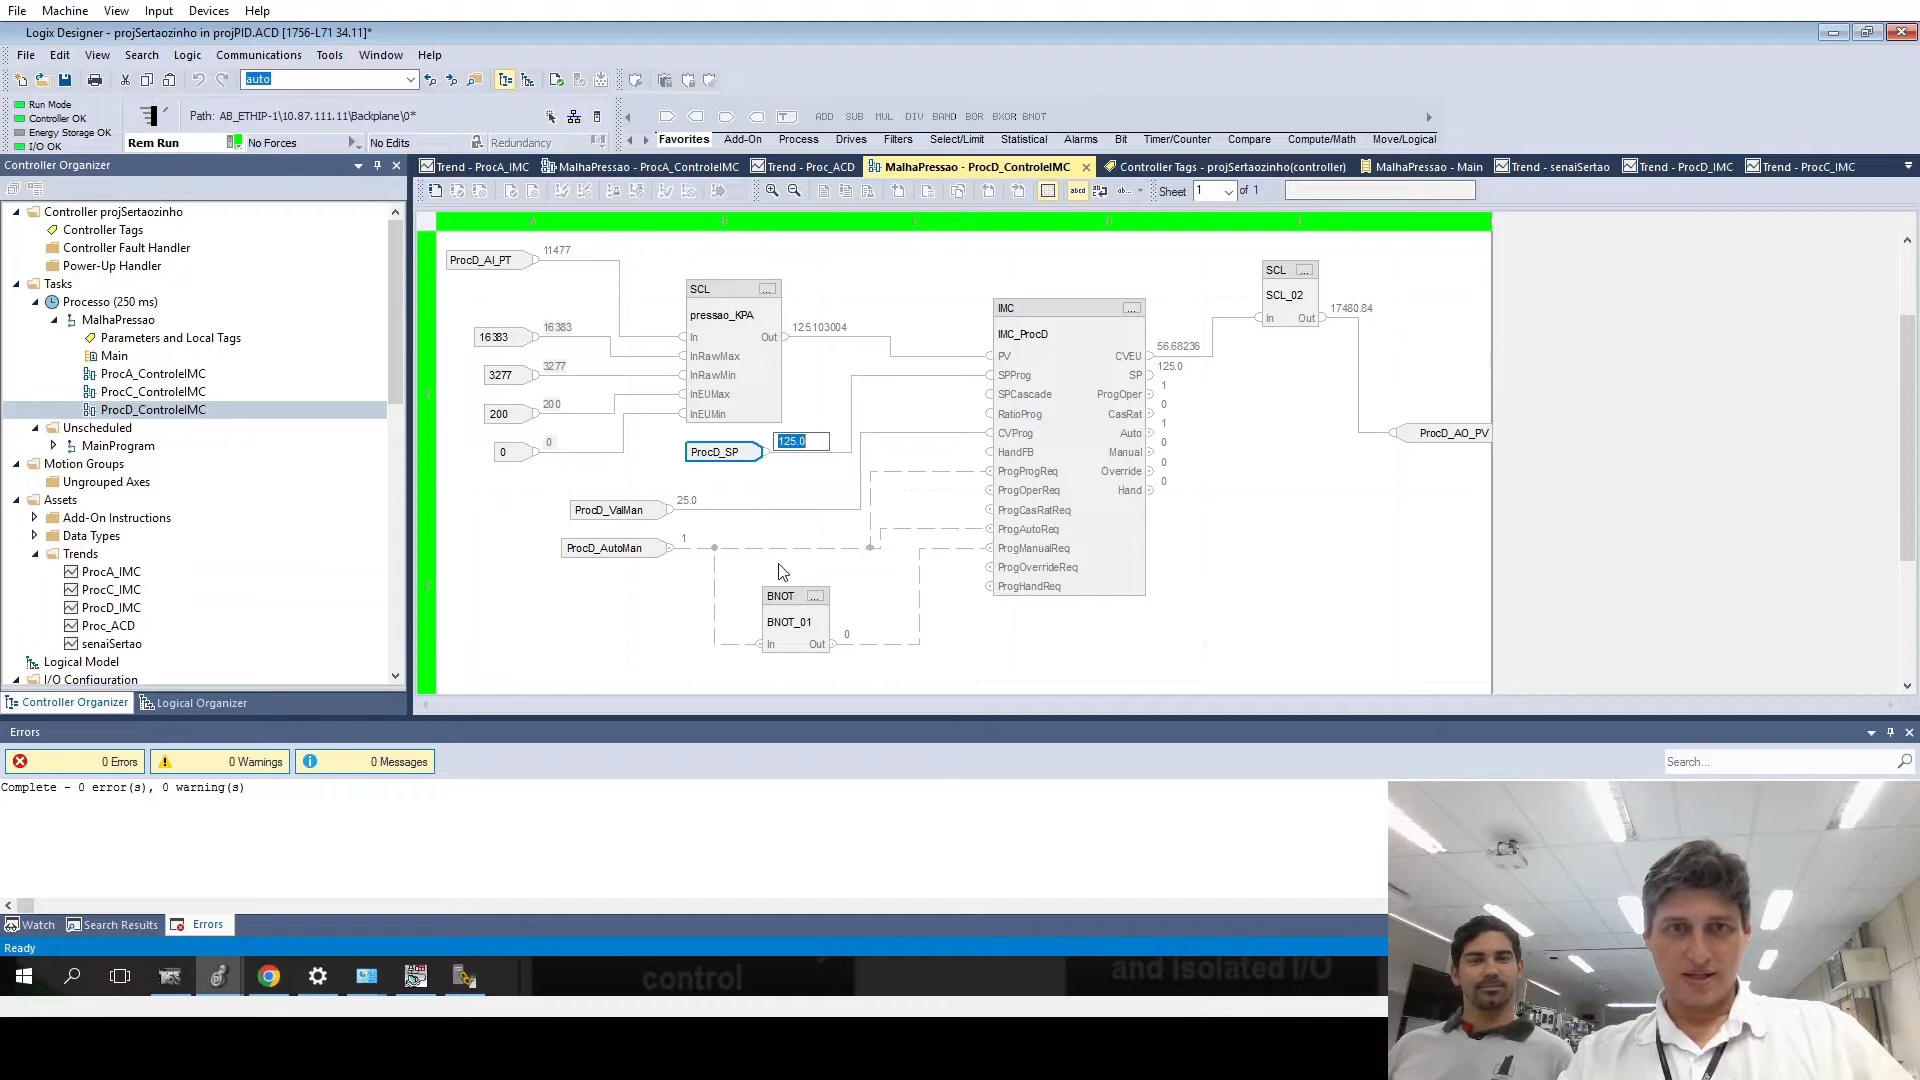 File Machine View Input Devices Help
Logix Designer - projSertaozinho in projPID.ACD [1756-L71 34.11]*
File Edit View Search Logic Communications Tools Window Help
auto
Run Mode
Controller OK
Energy Storage OK
I/O OK
Path: AB_ETHIP-1\10.87.111.11\Backplane\0*
Rem Run No Forces No Edits Redundancy
ADD SUB MUL DIV BAND BOR BXOR BNOT
Favorites Add-On Process Drives Filters Select/Limit Statistical Alarms Bit Timer/Counter Compare Compute/Math Move/Logical
Controller Organizer
Trend - ProcA_IMC MalhaPressao - ProcA_ControleIMC Trend - Proc_ACD MalhaPressao - ProcD_ControleIMC Controller Tags - projSertaozinho(controller) MalhaPressao - Main Trend - senaiSertao Trend - ProcD_IMC Trend - ProcC_IMC
Sheet 1 of 1
Controller projSertaozinho
Controller Tags
Controller Fault Handler
Power-Up Handler
Tasks
Processo (250 ms)
MalhaPressao
Parameters and Local Tags
Main
ProcA_ControleIMC
ProcC_ControleIMC
ProcD_ControleIMC
Unscheduled
MainProgram
Motion Groups
Ungrouped Axes
Assets
Add-On Instructions
Data Types
Trends
ProcA_IMC
ProcC_IMC
ProcD_IMC
Proc_ACD
senaiSertao
Logical Model
I/O Configuration
Controller Organizer Logical Organizer
ProcD_AI_PT 11477
16383 16383
3277 3277
200 200
0 0
SCL ...
pressao_KPA
In Out 125.103004
InRawMax
InRawMin
InEUMax
InEUMin
ProcD_SP 125.0
ProcD_ValMan 25.0
ProcD_AutoMan 1
BNOT ...
BNOT_01
In Out 0
IMC ...
IMC_ProcD
PV CVEU 56.68236
SPProg SP 125.0
SPCascade ProgOper 1
RatioProg CasRat 0
CVProg Auto 1
HandFB Manual 0
ProgProgReq Override 0
ProgOperReq Hand 0
ProgCasRatReq
ProgAutoReq
ProgManualReq
ProgOverrideReq
ProgHandReq
SCL ...
SCL_02
In Out 17480.84
ProcD_AO_PV
Errors
0 Errors 0 Warnings 0 Messages
Search...
Complete - 0 error(s), 0 warning(s)
Watch Search Results Errors
Ready
control
and Isolated I/O